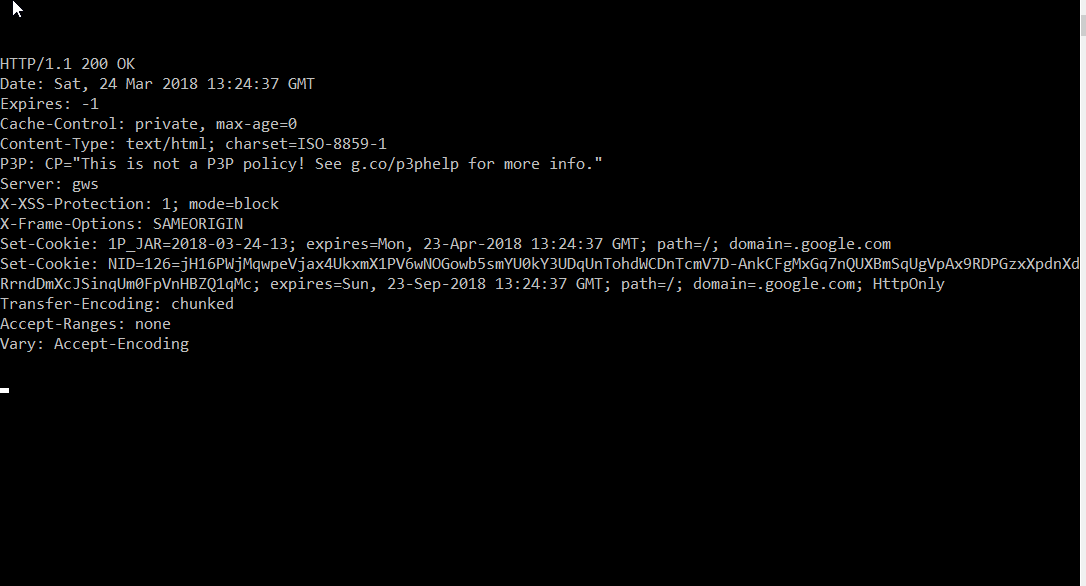 HTTP/1.1 200 OK
Date: Sat, 24 Mar 2018 13:24:37 GMT
Expires: -1
Cache-Control: private, max-age=0
Content-Type: text/html; charset=ISO-8859-1
P3P: CP="This is not a P3P policy! See g.co/p3phelp for more info."
Server: gws
X-XSS-Protection: 1; mode=block
X-Frame-Options: SAMEORIGIN
Set-Cookie: 1P_JAR=2018-03-24-13; expires=Mon, 23-Apr-2018 13:24:37 GMT; path=/; domain=.google.com
Set-Cookie: NID=126=jH16PWjMqwpeVjax4UkxmX1PV6wNOGowb5smYU0kY3UDqUnTohdWCDnTcmV7D-AnkCFgMxGq7nQUXBmSqUgVpAx9RDPGzxXpdnXd
RrndDmXcJSinqUm0FpVnHBZQ1qMc; expires=Sun, 23-Sep-2018 13:24:37 GMT; path=/; domain=.google.com; HttpOnly
Transfer-Encoding: chunked
Accept-Ranges: none
Vary: Accept-Encoding